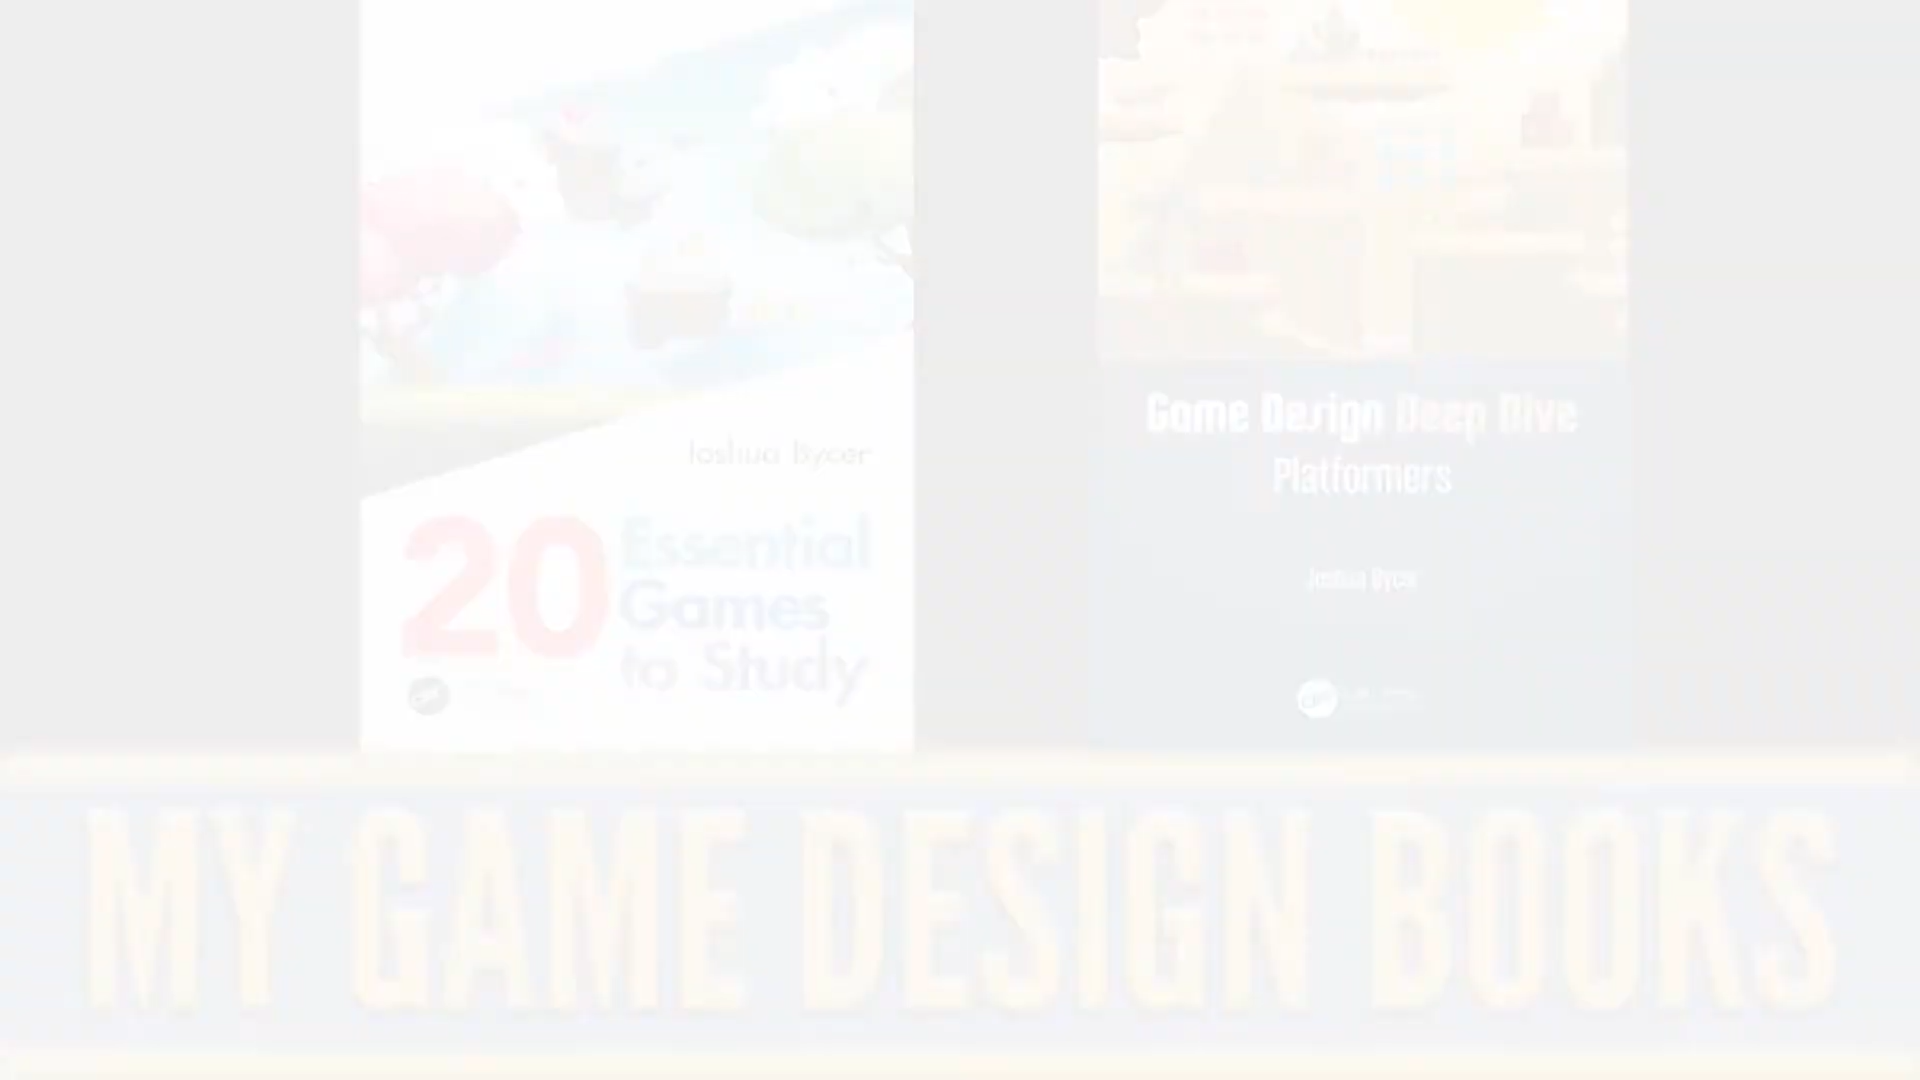 Joshua Bycer
20 Essential
Games
to Study
Game Design Deep Dive
Platformers
Joshua Bycer
MY GAME DESIGN BOOKS